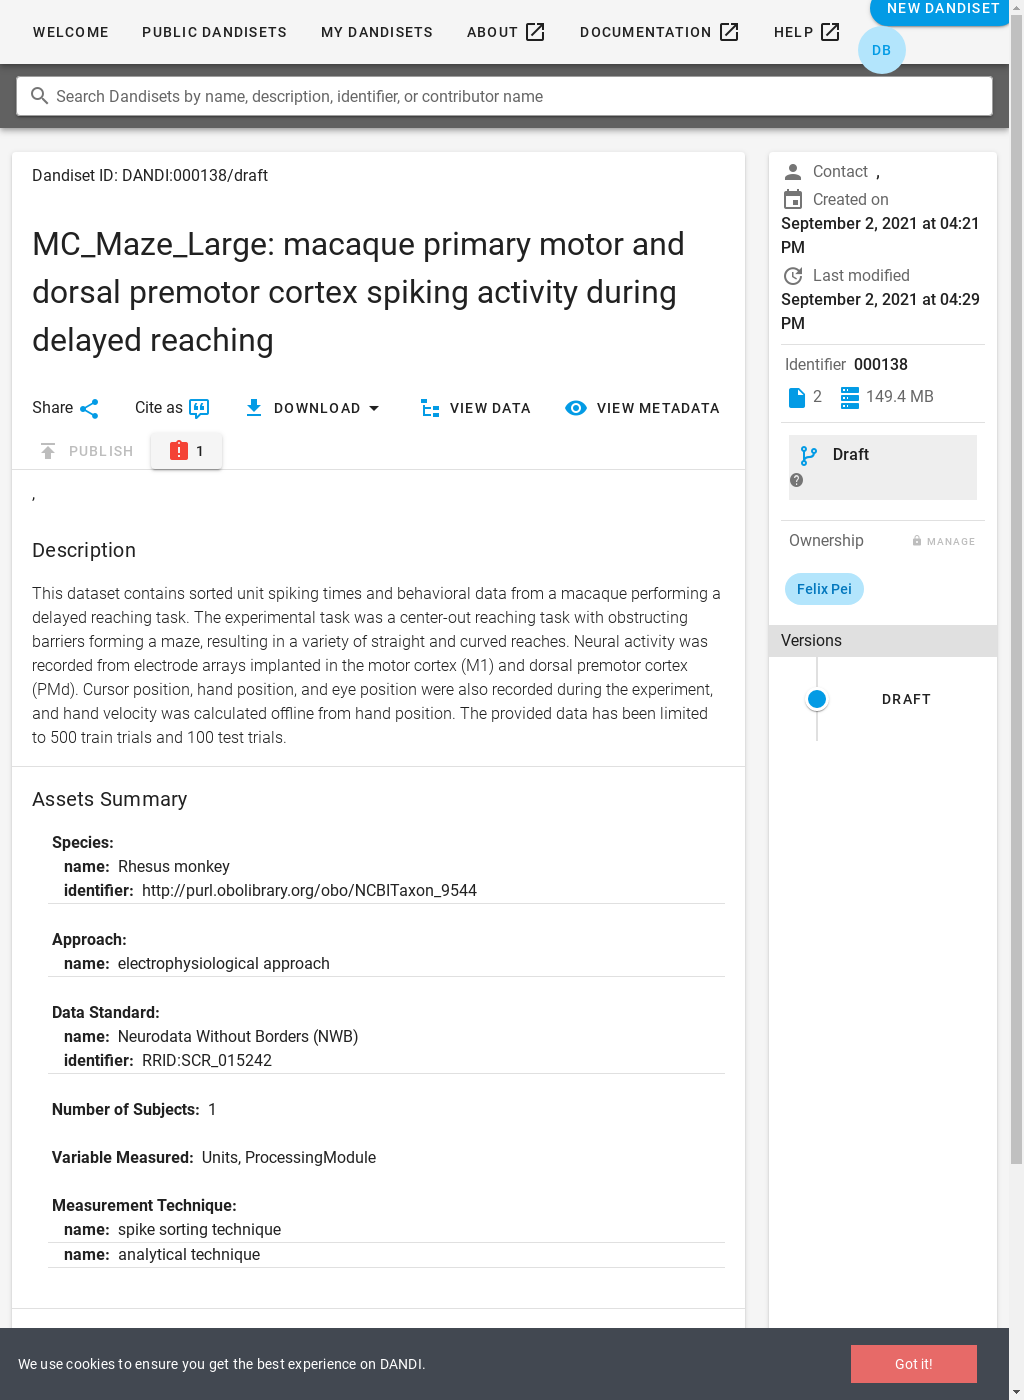 WELCOME PUBLIC DANDISETS MY DANDISETS ABOUT DOCUMENTATION HELP NEW DANDISET
DB
Search Dandisets by name, description, identifier, or contributor name
Dandiset ID: DANDI:000138/draft
MC_Maze_Large: macaque primary motor and
dorsal premotor cortex spiking activity during
delayed reaching
Share Cite as DOWNLOAD VIEW DATA VIEW METADATA
PUBLISH 1
,
Description
This dataset contains sorted unit spiking times and behavioral data from a macaque performing a
delayed reaching task. The experimental task was a center-out reaching task with obstructing
barriers forming a maze, resulting in a variety of straight and curved reaches. Neural activity was
recorded from electrode arrays implanted in the motor cortex (M1) and dorsal premotor cortex
(PMd). Cursor position, hand position, and eye position were also recorded during the experiment,
and hand velocity was calculated offline from hand position. The provided data has been limited
to 500 train trials and 100 test trials.
Assets Summary
Species:
name: Rhesus monkey
identifier: http://purl.obolibrary.org/obo/NCBITaxon_9544
Approach:
name: electrophysiological approach
Data Standard:
name: Neurodata Without Borders (NWB)
identifier: RRID:SCR_015242
Number of Subjects: 1
Variable Measured: Units, ProcessingModule
Measurement Technique:
name: spike sorting technique
name: analytical technique
Contact ,
Created on
September 2, 2021 at 04:21
PM
Last modified
September 2, 2021 at 04:29
PM
Identifier 000138
2 149.4 MB
Draft
Ownership MANAGE
Felix Pei
Versions
DRAFT
We use cookies to ensure you get the best experience on DANDI.
Got it!